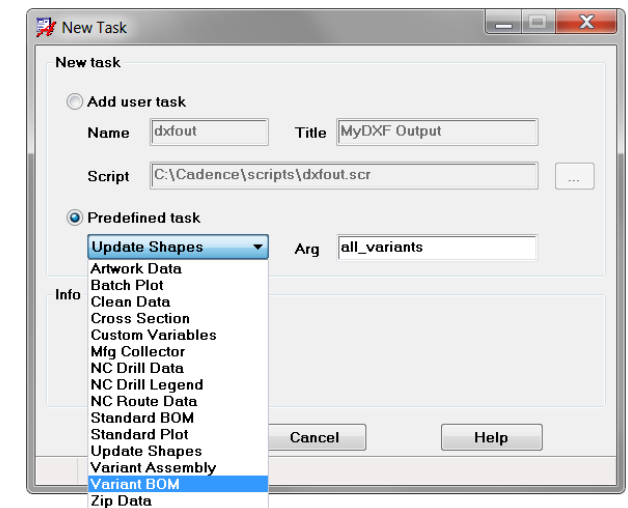 New Task
New task
Add user task
Name dxfout Title MyDXF Output
Script C:\Cadence\scripts\dxfout.scr ...
Predefined task
Update Shapes Arg all_variants
Artwork Data
Batch Plot
Info
Clean Data
Cross Section
Custom Variables
Mfg Collector
NC Drill Data
NC Drill Legend
NC Route Data
Standard BOM
Standard Plot
Update Shapes
Variant Assembly
Variant BOM
Zip Data
Cancel Help